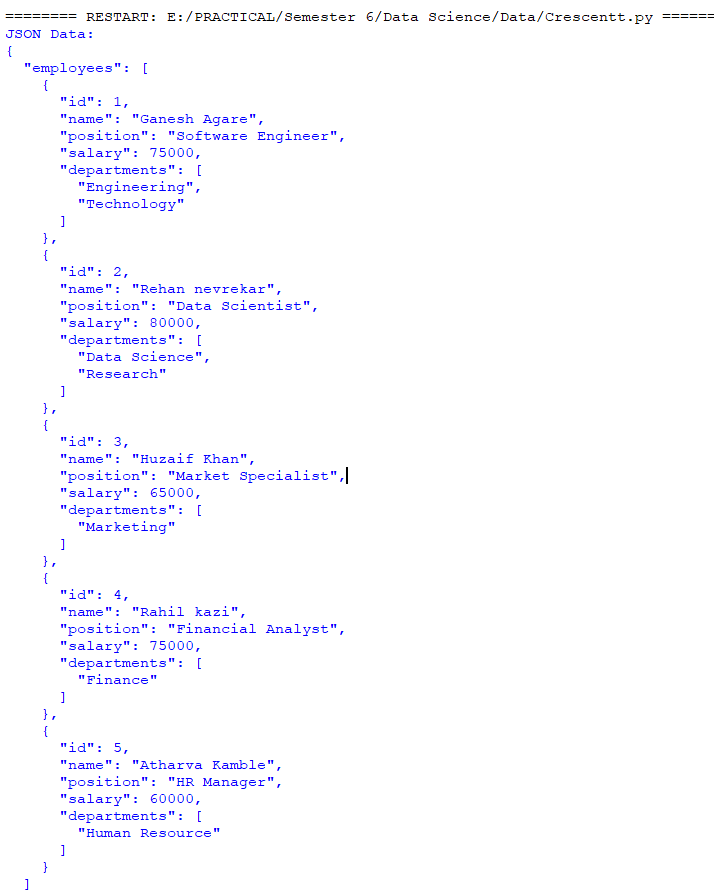 ======== RESTART: E:/PRACTICAL/Semester 6/Data Science/Data/Crescentt.py ======
JSON Data:
{
  "employees": [
    {
      "id": 1,
      "name": "Ganesh Agare",
      "position": "Software Engineer",
      "salary": 75000,
      "departments": [
        "Engineering",
        "Technology"
      ]
    },
    {
      "id": 2,
      "name": "Rehan nevrekar",
      "position": "Data Scientist",
      "salary": 80000,
      "departments": [
        "Data Science",
        "Research"
      ]
    },
    {
      "id": 3,
      "name": "Huzaif Khan",
      "position": "Market Specialist",
      "salary": 65000,
      "departments": [
        "Marketing"
      ]
    },
    {
      "id": 4,
      "name": "Rahil kazi",
      "position": "Financial Analyst",
      "salary": 75000,
      "departments": [
        "Finance"
      ]
    },
    {
      "id": 5,
      "name": "Atharva Kamble",
      "position": "HR Manager",
      "salary": 60000,
      "departments": [
        "Human Resource"
      ]
    }
  ]